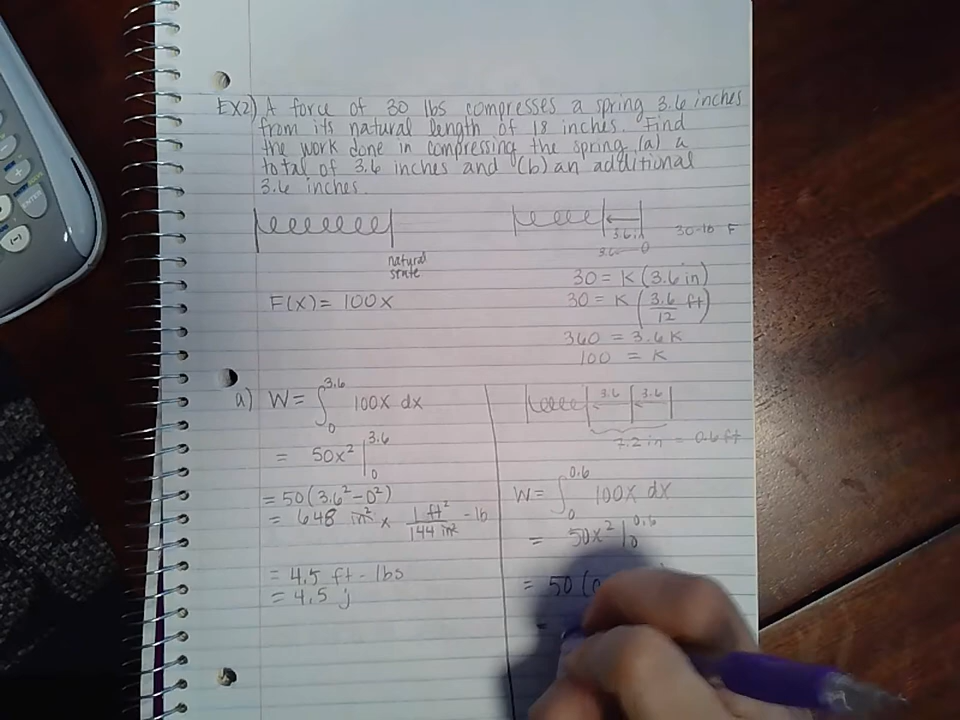 EX2) A force of 30 lbs compresses a spring 3.6 inches
from its natural length of 18 inches. Find
the work done in compressing the spring (a) a
total of 3.6 inches and (b) an additional
3.6 inches.
natural
state
3.6
3.6 0
30-lb F
F(x) = 100x
30 = K (3.6 in)
30 = K (3.6/12 ft)
360 = 3.6 K
100 = K
a) W = ∫₀^3.6 100x dx
= 50x² |₀^3.6
= 50(3.6² - 0²)
= 648 in² × 1 ft²/144 in² - lb
= 4.5 ft - lbs
= 4.5 j
3.6 3.6
7.2 in = 0.6 ft
W = ∫₀^0.6 100x dx
= 50x² |₀^0.6
= 50 (
=
ENTER
(-)
+